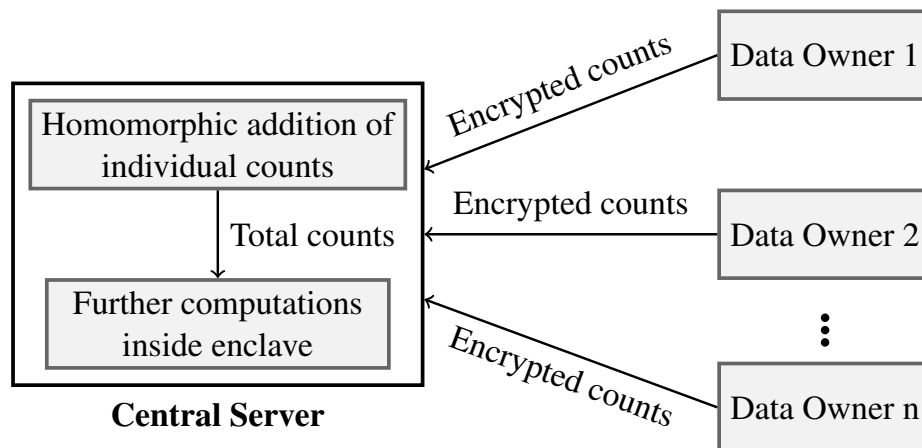 Encrypted counts
Data Owner 1
Homomorphic addition of
individual counts
Encrypted counts
Data Owner 2
Total counts
Further computations
inside enclave
Encrypted counts
Data Owner n
Central Server